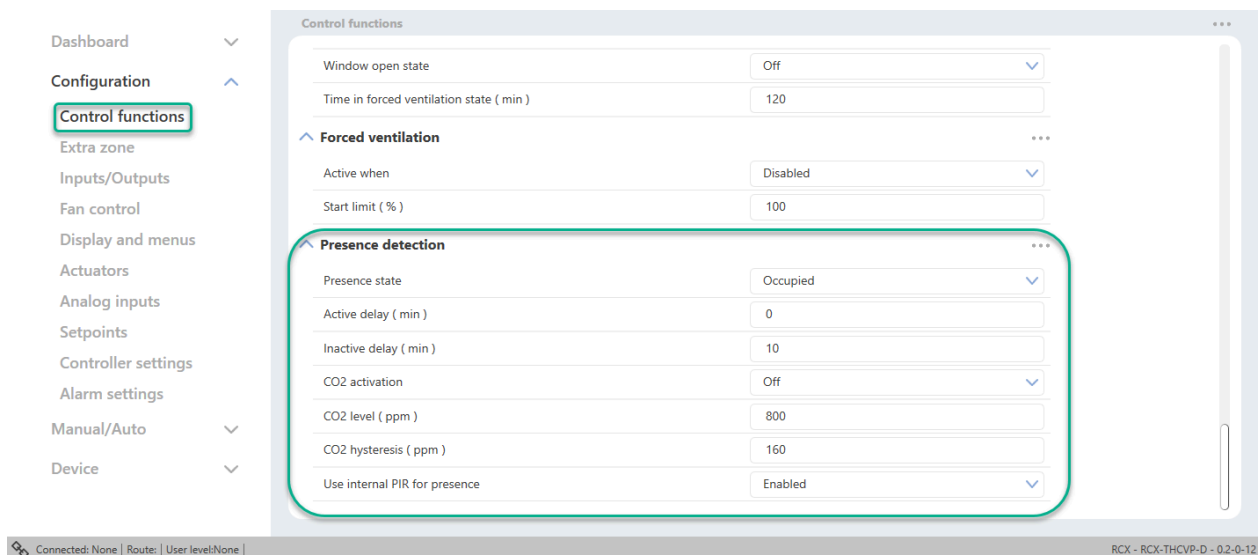 Control functions
Dashboard
Configuration
Control functions
Extra zone
Inputs/Outputs
Fan control
Display and menus
Actuators
Analog inputs
Setpoints
Controller settings
Alarm settings
Manual/Auto
Device
Window open state Off
Time in forced ventilation state ( min ) 120
Forced ventilation
Active when Disabled
Start limit ( % ) 100
Presence detection
Presence state Occupied
Active delay ( min ) 0
Inactive delay ( min ) 10
CO2 activation Off
CO2 level ( ppm ) 800
CO2 hysteresis ( ppm ) 160
Use internal PIR for presence Enabled
Connected: None | Route: | User level:None |
RCX - RCX-THCVP-D - 0.2-0-12